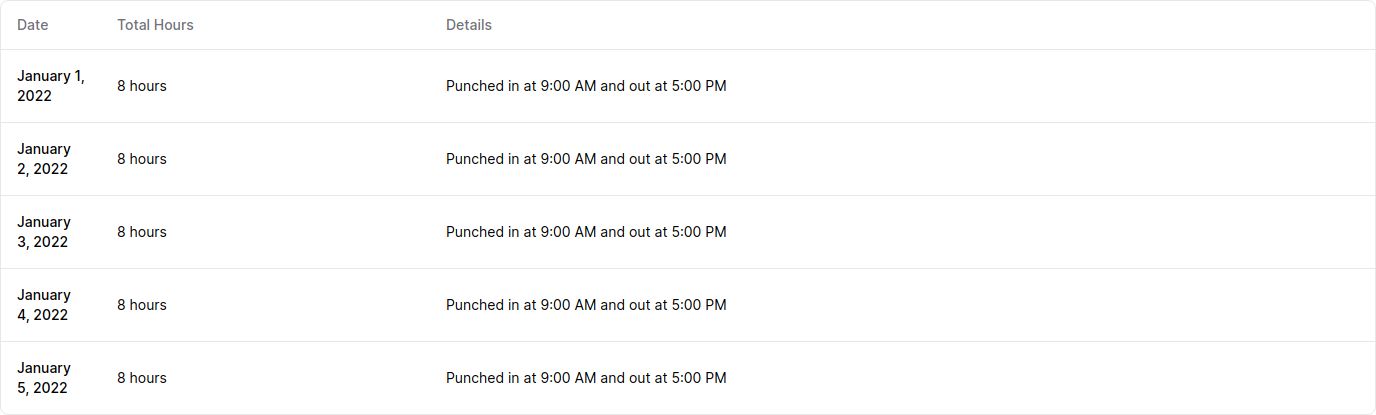 Date Total Hours Details
January 1,
2022
8 hours
Punched in at 9:00 AM and out at 5:00 PM
January
2, 2022
8 hours
Punched in at 9:00 AM and out at 5:00 PM
January
3, 2022
8 hours
Punched in at 9:00 AM and out at 5:00 PM
January
4, 2022
8 hours
Punched in at 9:00 AM and out at 5:00 PM
January
5, 2022
8 hours
Punched in at 9:00 AM and out at 5:00 PM